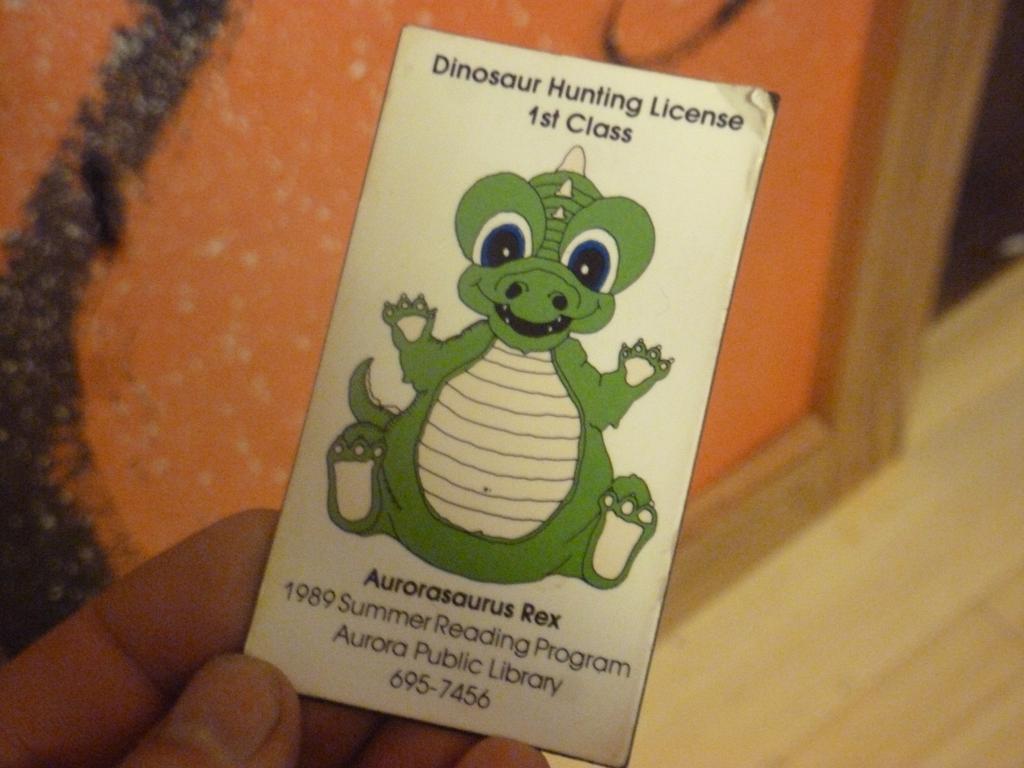 Dinosaur Hunting License
1st Class
Aurorasaurus Rex
1989 Summer Reading Program
Aurora Public Library
695-7456